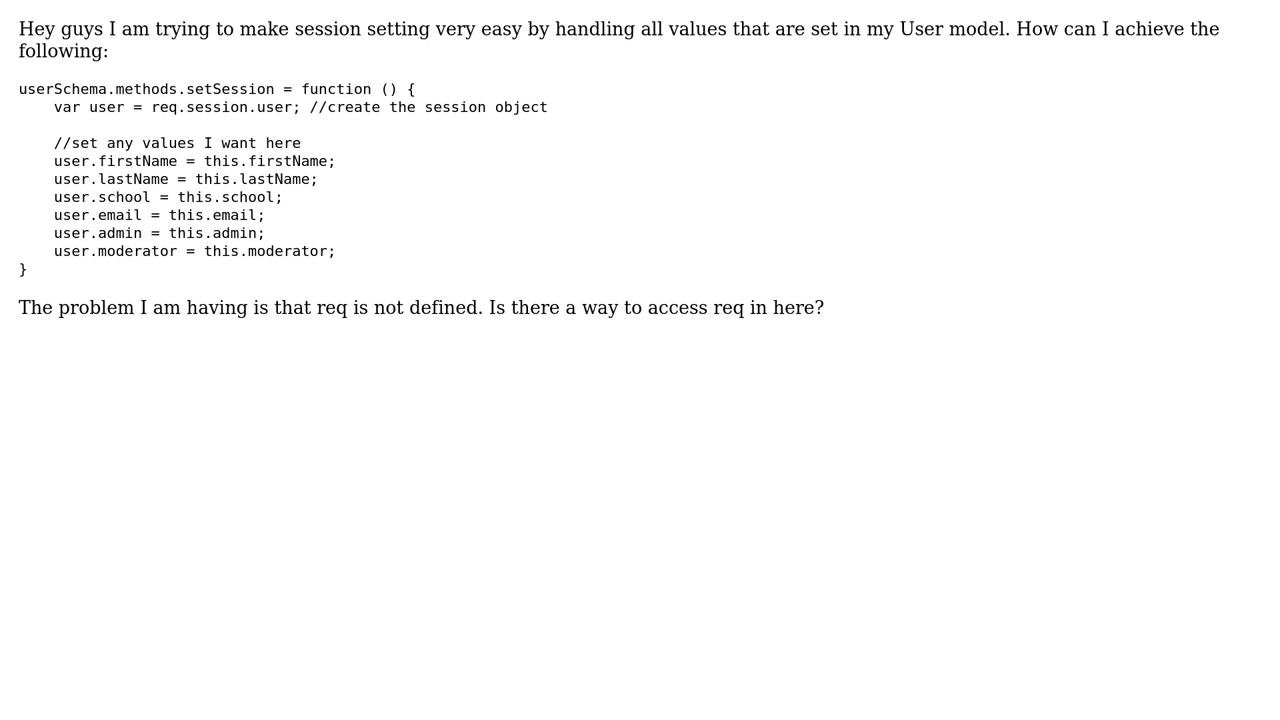 Hey guys I am trying to make session setting very easy by handling all values that are set in my User model. How can I achieve the
following:
userSchema.methods.setSession = function () {
    var user = req.session.user; //create the session object
    //set any values I want here
    user.firstName = this.firstName;
    user.lastName = this.lastName;
    user.school = this.school;
    user.email = this.email;
    user.admin = this.admin;
    user.moderator = this.moderator;
}
The problem I am having is that req is not defined. Is there a way to access req in here?